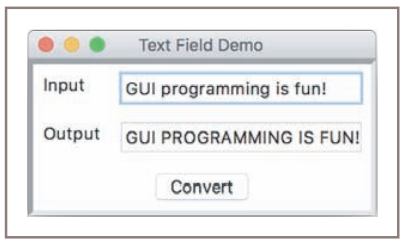 Text Field Demo
Input GUI programming is fun!
Output GUI PROGRAMMING IS FUN!
Convert